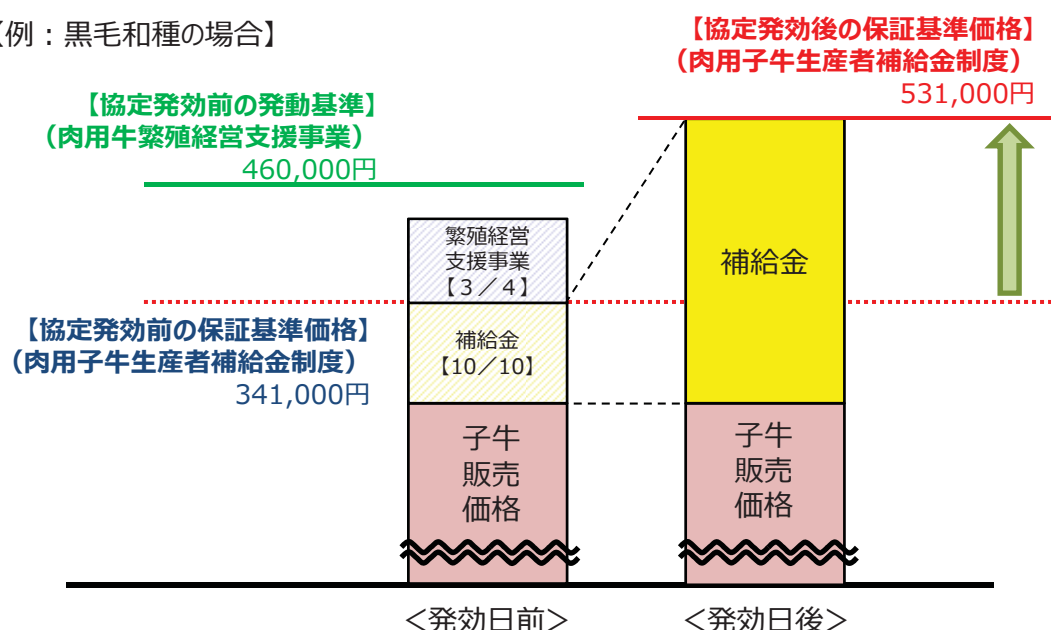 【例：黒毛和種の場合】
【協定発効後の保証基準価格】
（肉用子牛生産者補給金制度）
531,000円
【協定発効前の発動基準】
（肉用牛繁殖経営支援事業）
460,000円
繁殖経営
支援事業
【３／４】
補給金
【協定発効前の保証基準価格】
（肉用子牛生産者補給金制度）
341,000円
補給金
【10／10】
子牛
販売
価格
子牛
販売
価格
＜発効日前＞
＜発効日後＞